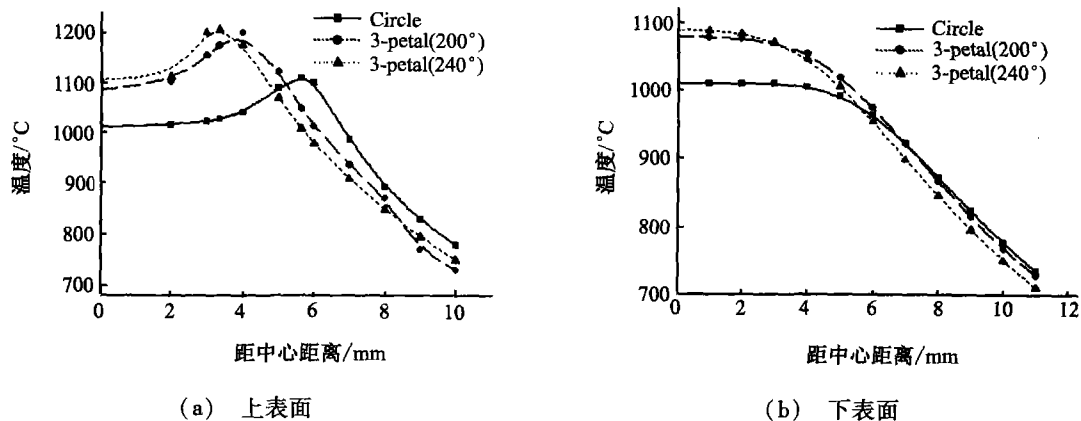 1200
1100
1000
900
800
700
温度/°C
Circle
3-petal(200°)
3-petal(240°)
0 2 4 6 8 10
距中心距离/mm
(a) 上表面
1100
1000
900
800
700
温度/°C
Circle
3-petal(200°)
3-petal(240°)
0 2 4 6 8 10 12
距中心距离/mm
(b) 下表面